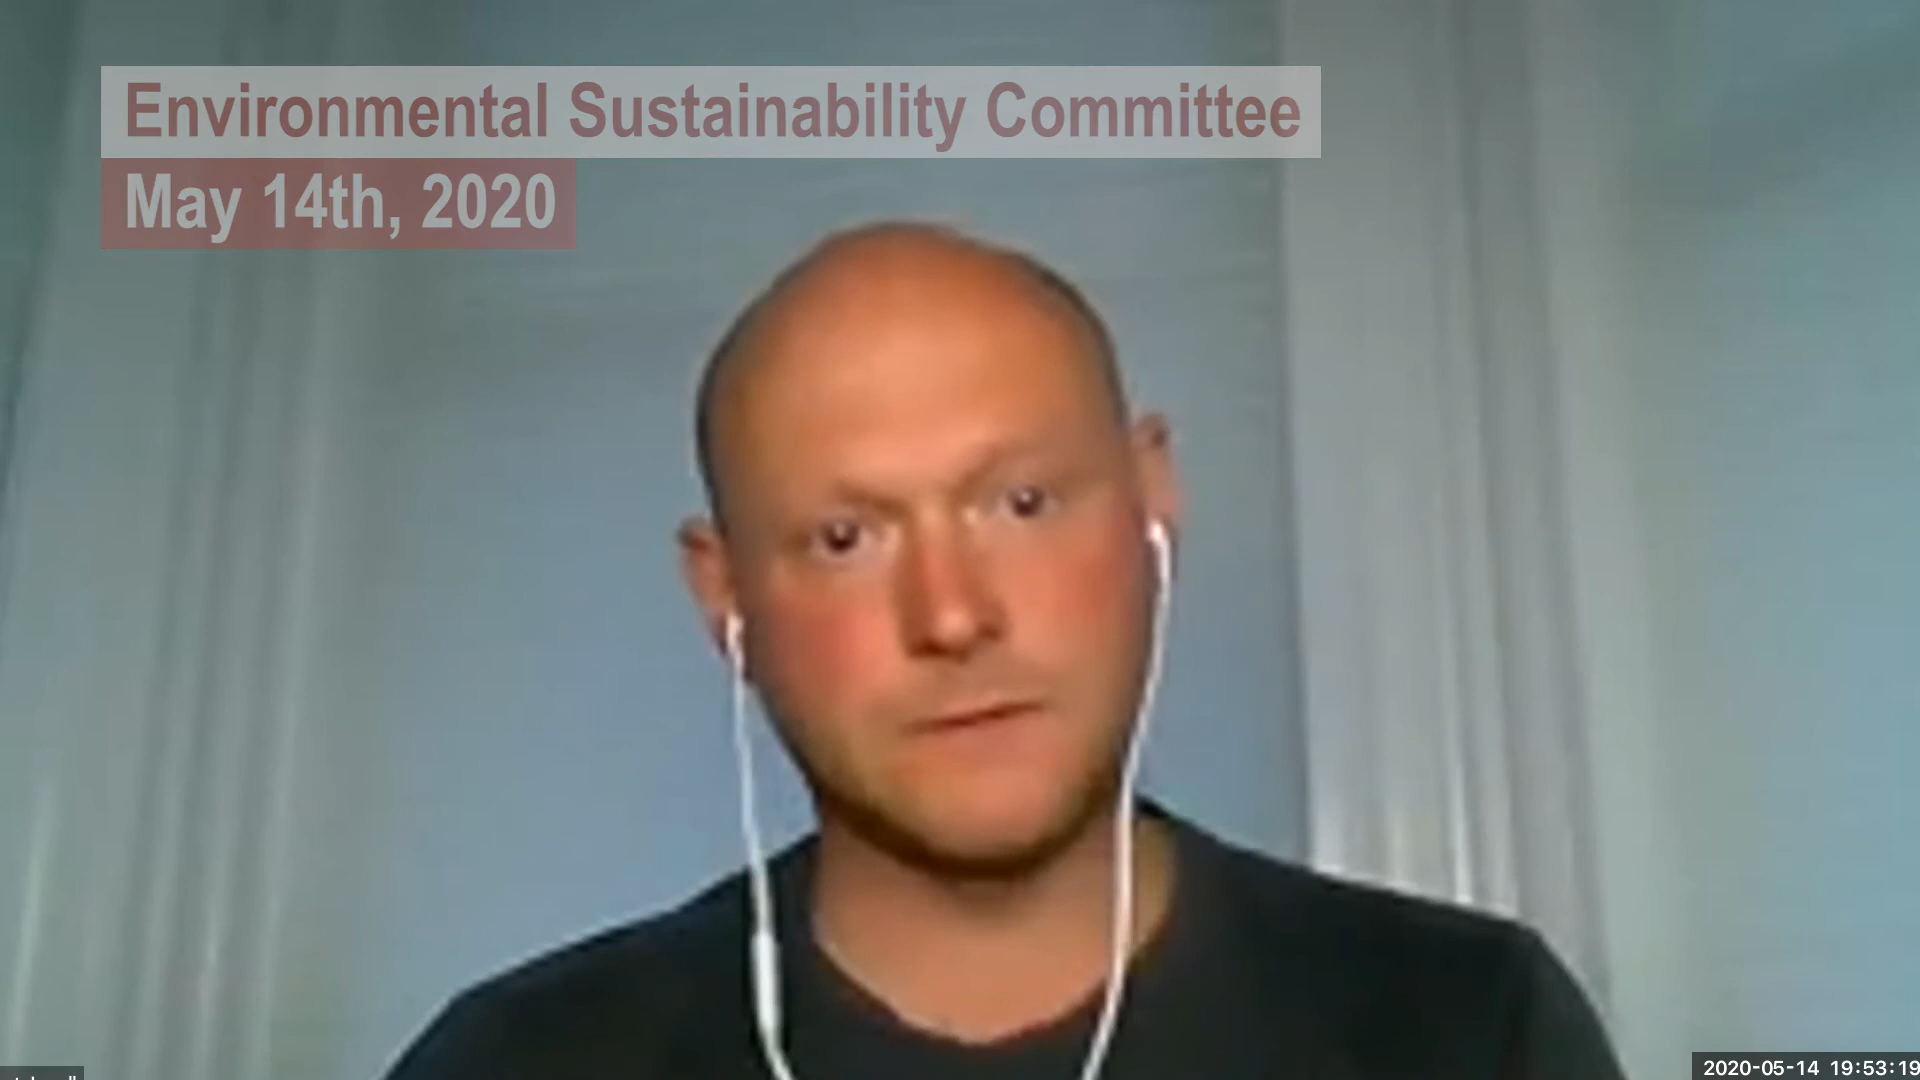 Environmental Sustainability Committee
May 14th, 2020
2020-05-14 19:53:19